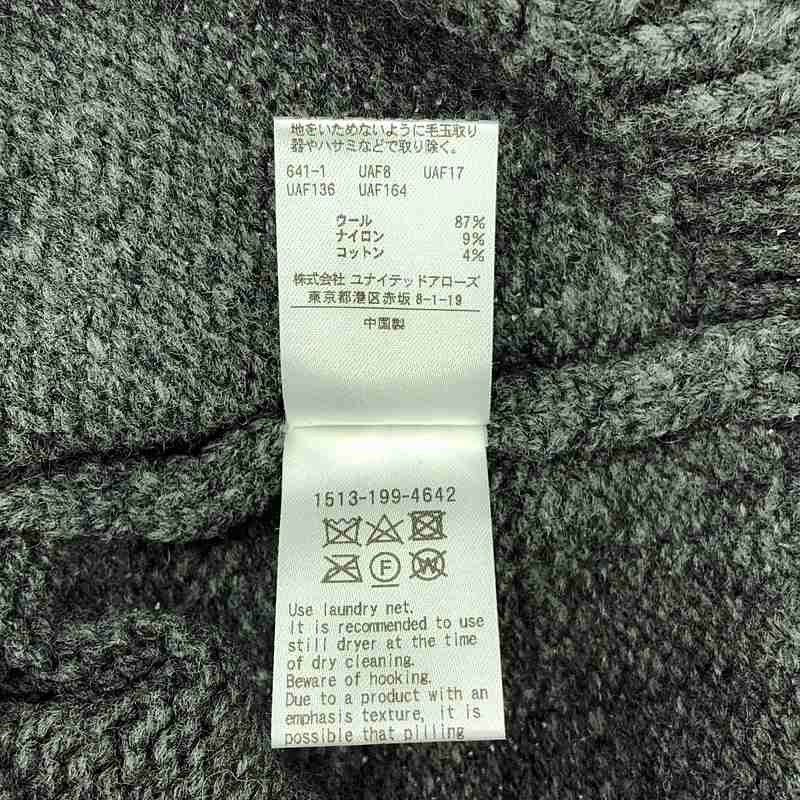 地をいためないように毛玉取り
器やハサミなどで取り除く。
641-1 UAF8 UAF17
UAF136 UAF164
ウール 87%
ナイロン 9%
コットン 4%
株式会社 ユナイテッドアローズ
東京都港区赤坂 8-1-19
中国製
1513-199-4642
F W
Use laundry net.
It is recommended to use
still dryer at the time
of dry cleaning.
Beware of hooking.
Due to a product with an
emphasis texture, it is
possible that pilling